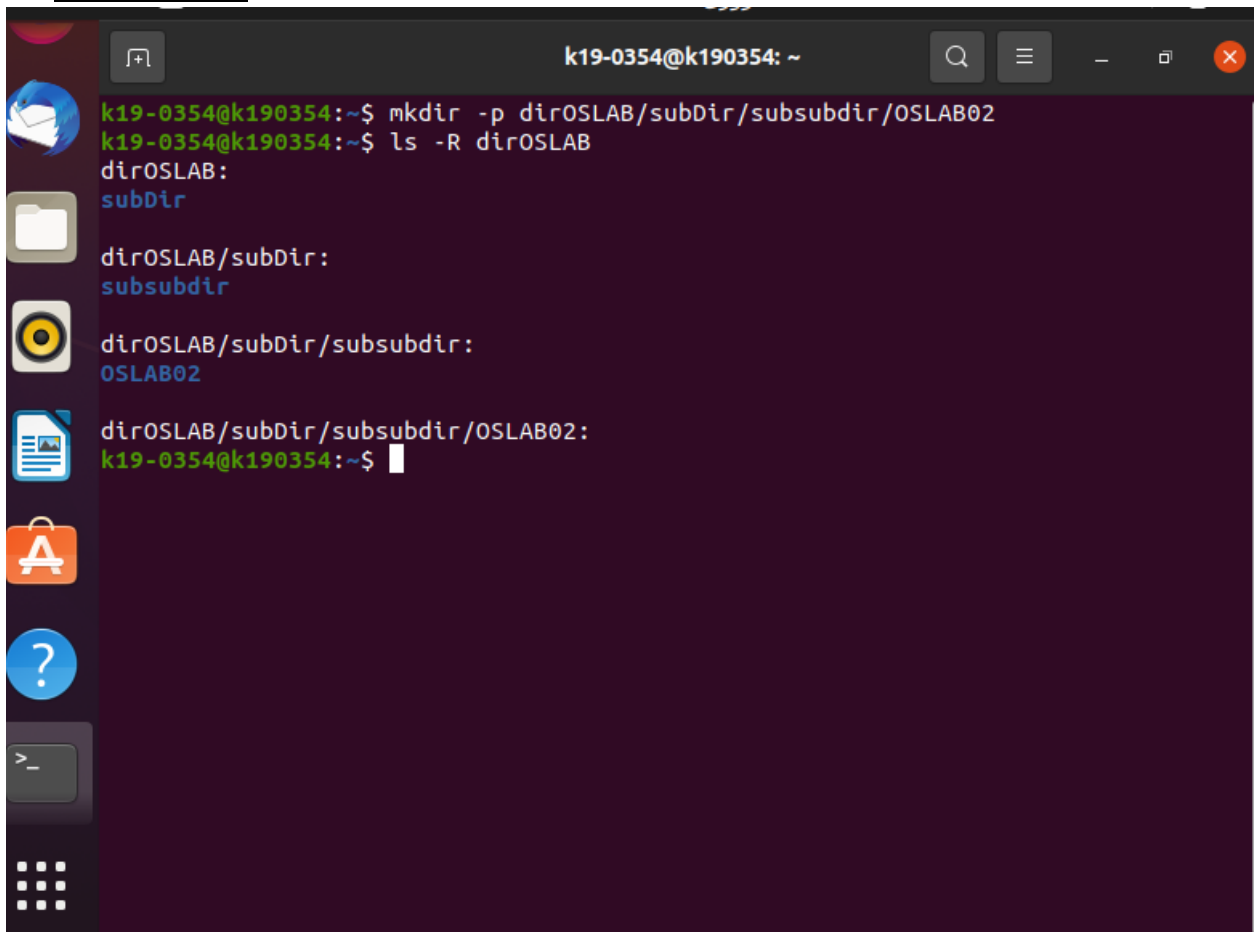 k19-0354@k190354: ~
k19-0354@k190354:~$ mkdir -p dirOSLAB/subDir/subsubdir/OSLAB02
k19-0354@k190354:~$ ls -R dirOSLAB
dirOSLAB:
subDir
dirOSLAB/subDir:
subsubdir
dirOSLAB/subDir/subsubdir:
OSLAB02
dirOSLAB/subDir/subsubdir/OSLAB02:
k19-0354@k190354:~$